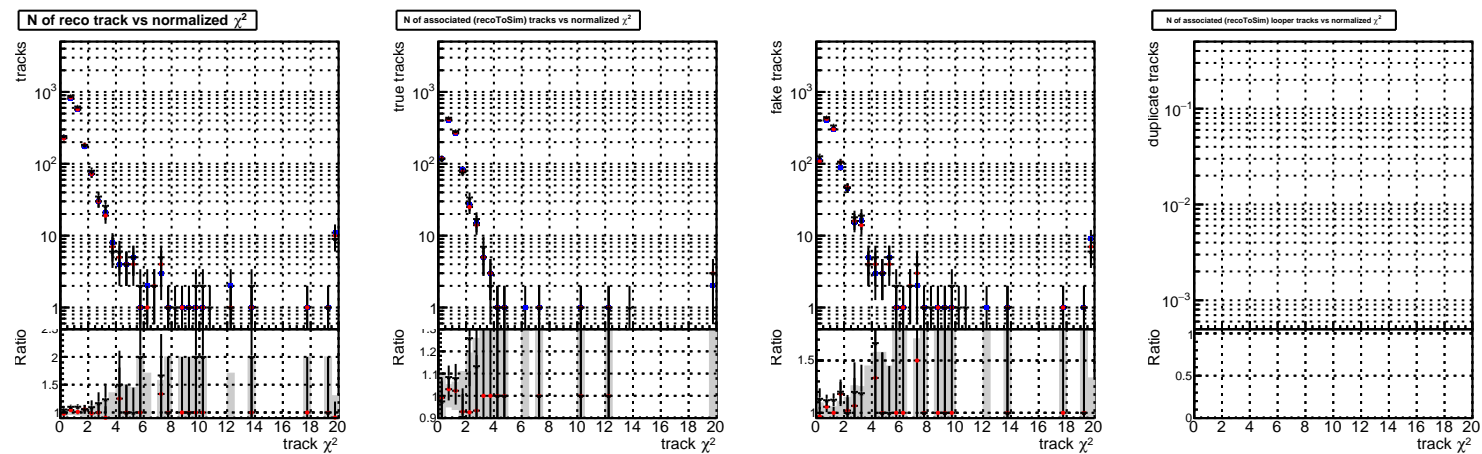 N of reco track vs normalized χ²
tracks
10³
10²
10
1
Ratio
2.5
2
1.5
0 2 4 6 8 10 12 14 16 18 20
track χ²
N of associated (recoToSim) tracks vs normalized χ²
true tracks
10³
10²
10
1
Ratio
1.3
1.2
1.1
1
0.9
0 2 4 6 8 10 12 14 16 18 20
track χ²
fake tracks
10³
10²
10
1
Ratio
1.5
1
0 2 4 6 8 10 12 14 16 18 20
track χ²
N of associated (recoToSim) looper tracks vs normalized χ²
duplicate tracks
10⁻¹
10⁻²
10⁻³
Ratio
1
0.5
0
0 2 4 6 8 10 12 14 16 18 20
track χ²